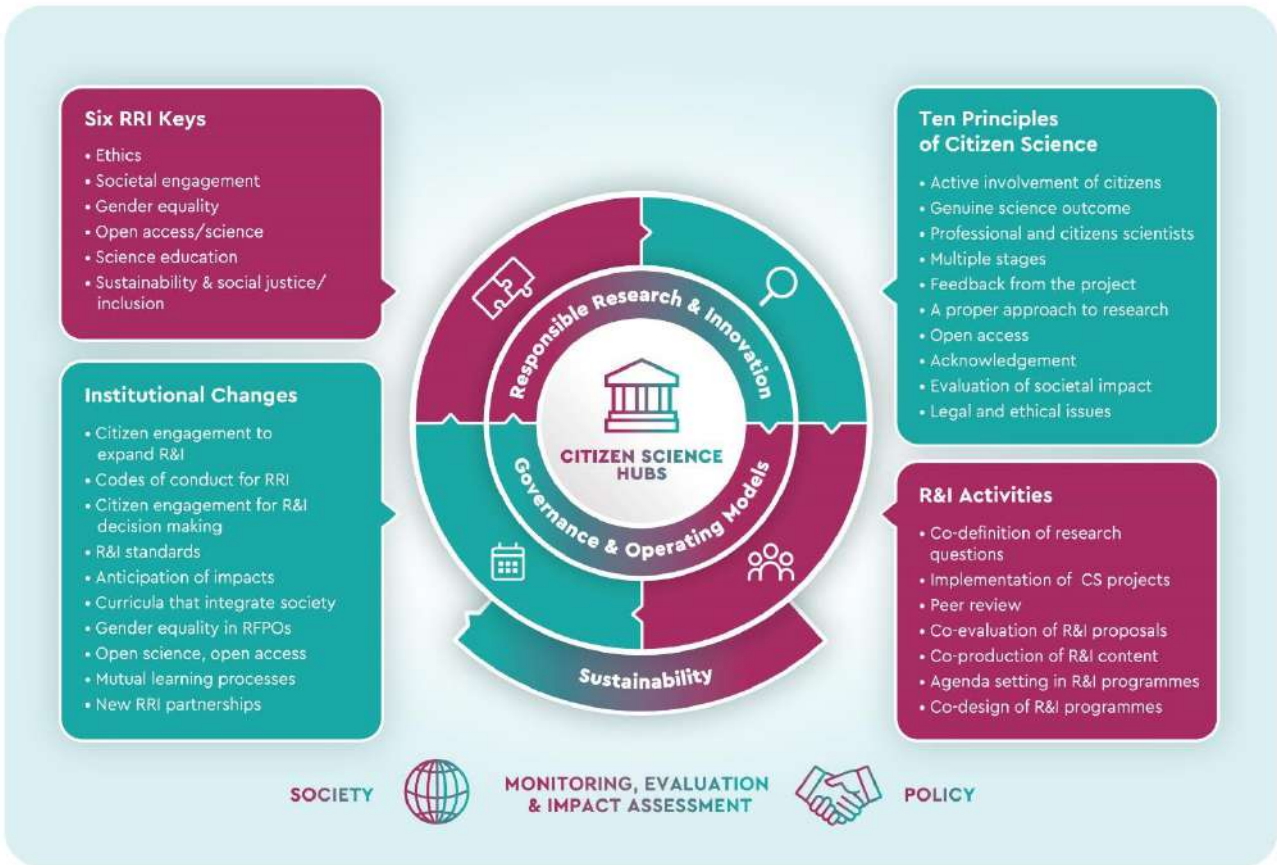 Six RRI Keys
• Ethics
• Societal engagement
• Gender equality
• Open access/science
• Science education
• Sustainability & social justice/
inclusion
Institutional Changes
• Citizen engagement to
expand R&I
• Codes of conduct for RRI
• Citizen engagement for R&I
decision making
• R&I standards
• Anticipation of impacts
• Curricula that integrate society
• Gender equality in RFPOs
• Open science, open access
• Mutual learning processes
• New RRI partnerships
Responsible Research & Innovation
CITIZEN SCIENCE
HUBS
Governance & Operating Models
Sustainability
Ten Principles
of Citizen Science
• Active involvement of citizens
• Genuine science outcome
• Professional and citizens scientists
• Multiple stages
• Feedback from the project
• A proper approach to research
• Open access
• Acknowledgement
• Evaluation of societal impact
• Legal and ethical issues
R&I Activities
• Co-definition of research
questions
• Implementation of CS projects
• Peer review
• Co-evaluation of R&I proposals
• Co-production of R&I content
• Agenda setting in R&I programmes
• Co-design of R&I programmes
SOCIETY
MONITORING, EVALUATION
& IMPACT ASSESSMENT
POLICY